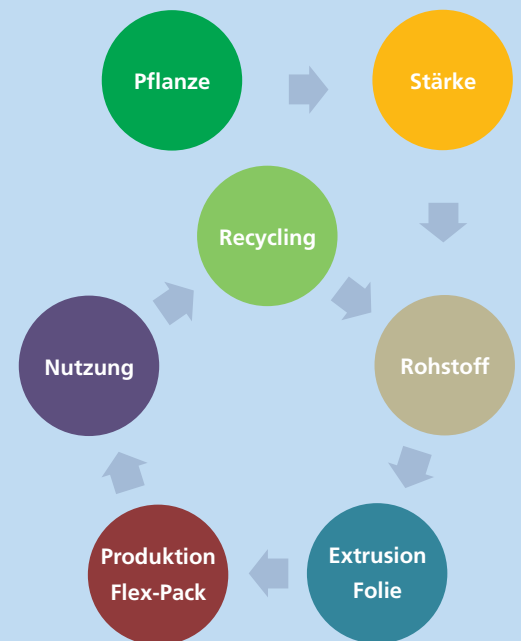 Pflanze
Stärke
Recycling
Nutzung
Rohstoff
Produktion
Flex-Pack
Extrusion
Folie